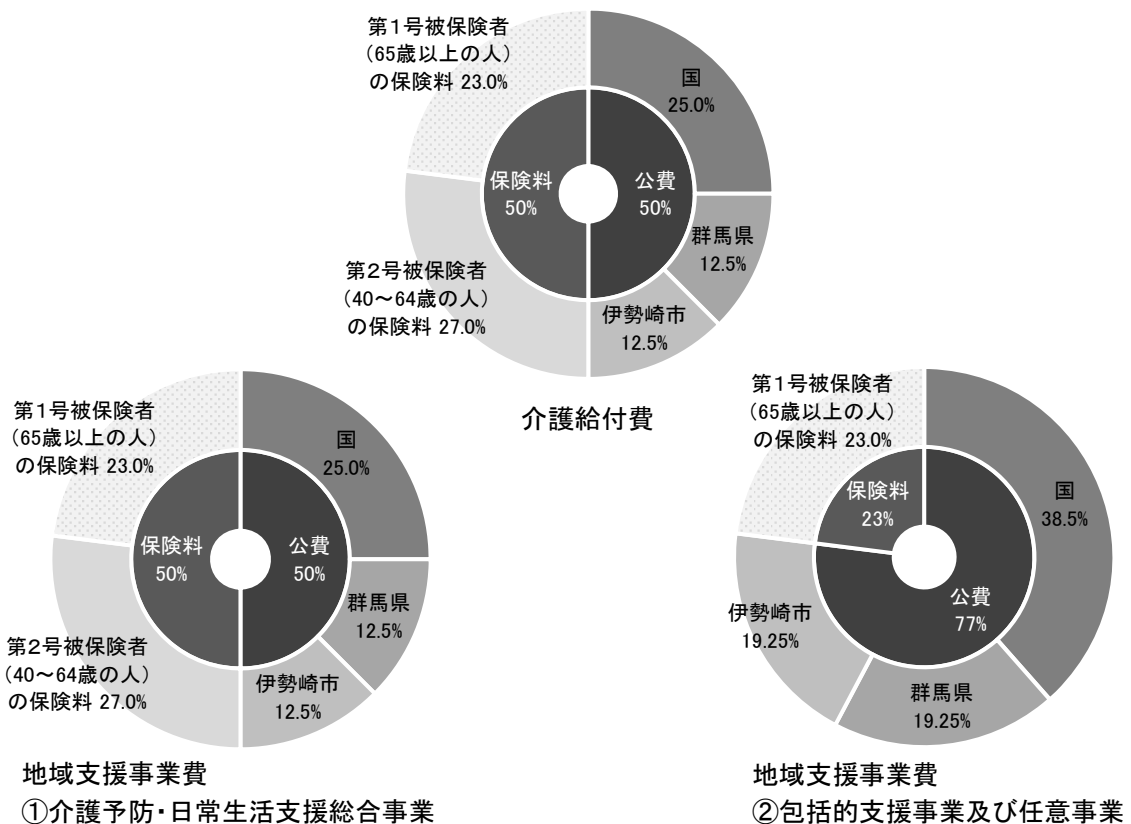 第1号被保険者
(65歳以上の人)
の保険料 23.0%
国
25.0%
保険料
50%
公費
50%
群馬県
12.5%
第2号被保険者
(40～64歳の人)
の保険料 27.0%
伊勢崎市
12.5%
介護給付費
第1号被保険者
(65歳以上の人)
の保険料 23.0%
国
25.0%
保険料
50%
公費
50%
群馬県
12.5%
第2号被保険者
(40～64歳の人)
の保険料 27.0%
伊勢崎市
12.5%
地域支援事業費
①介護予防・日常生活支援総合事業
第1号被保険者
(65歳以上の人)
の保険料 23.0%
保険料
23%
国
38.5%
公費
77%
伊勢崎市
19.25%
群馬県
19.25%
地域支援事業費
②包括的支援事業及び任意事業